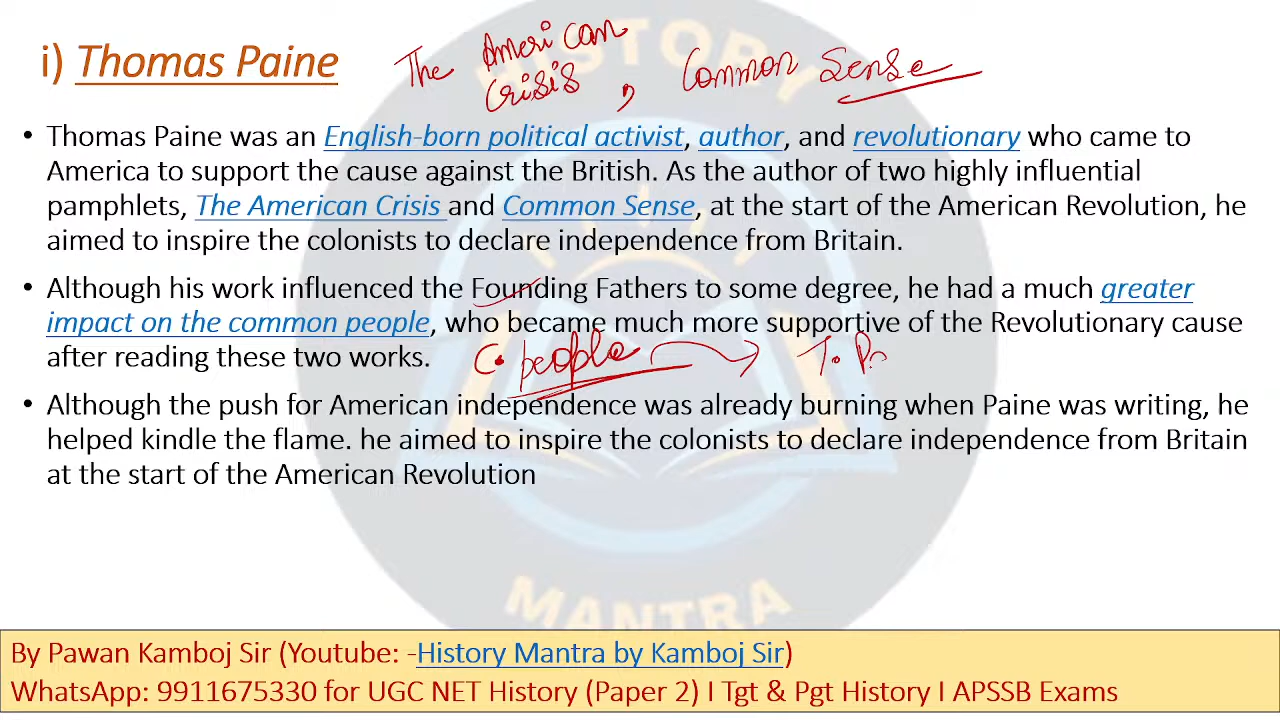 i) Thomas Paine
The American
Crisis , Common Sense
• Thomas Paine was an English-born political activist, author, and revolutionary who came to
America to support the cause against the British. As the author of two highly influential
pamphlets, The American Crisis and Common Sense, at the start of the American Revolution, he
aimed to inspire the colonists to declare independence from Britain.
• Although his work influenced the Founding Fathers to some degree, he had a much greater
impact on the common people, who became much more supportive of the Revolutionary cause
after reading these two works.
C. people → To Pa
• Although the push for American independence was already burning when Paine was writing, he
helped kindle the flame. he aimed to inspire the colonists to declare independence from Britain
at the start of the American Revolution
HISTORY
MANTRA
By Pawan Kamboj Sir (Youtube: -History Mantra by Kamboj Sir)
WhatsApp: 9911675330 for UGC NET History (Paper 2) I Tgt & Pgt History I APSSB Exams